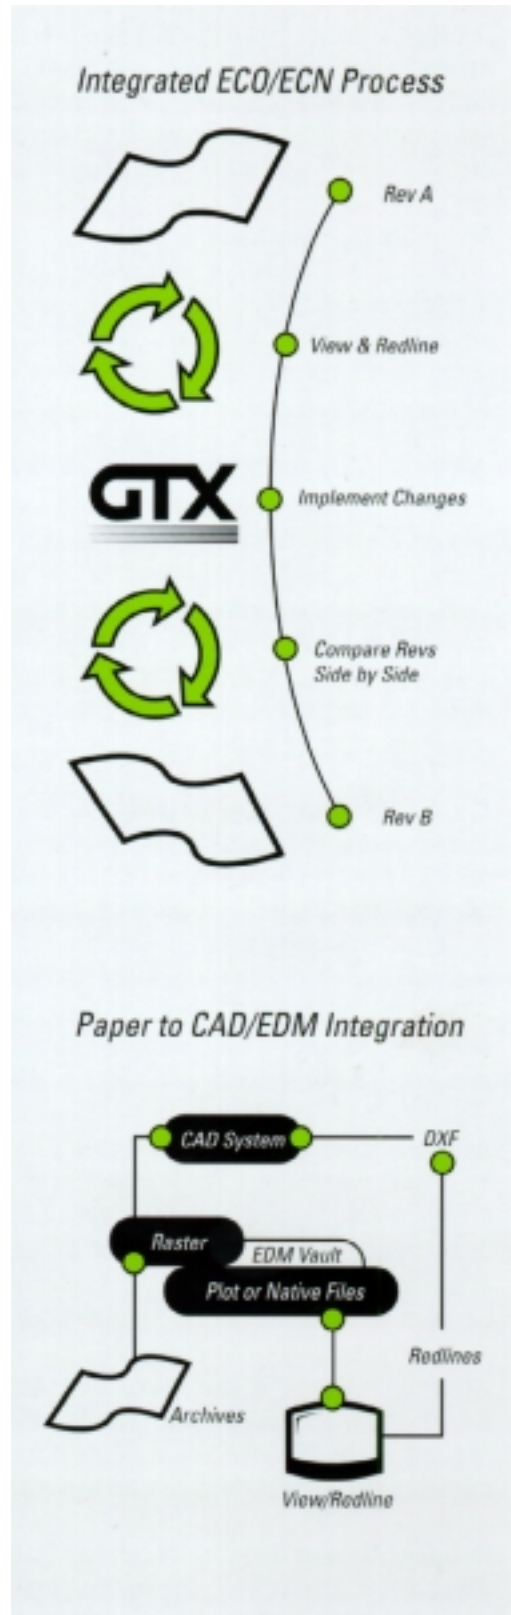 Integrated ECO/ECN Process
Rev A
View & Redline
GTX
Implement Changes
Compare Revs
Side by Side
Rev B
Paper to CAD/EDM Integration
CAD System
DXF
Raster
EDM Vault
Plot or Native Files
Redlines
Archives
View/Redline